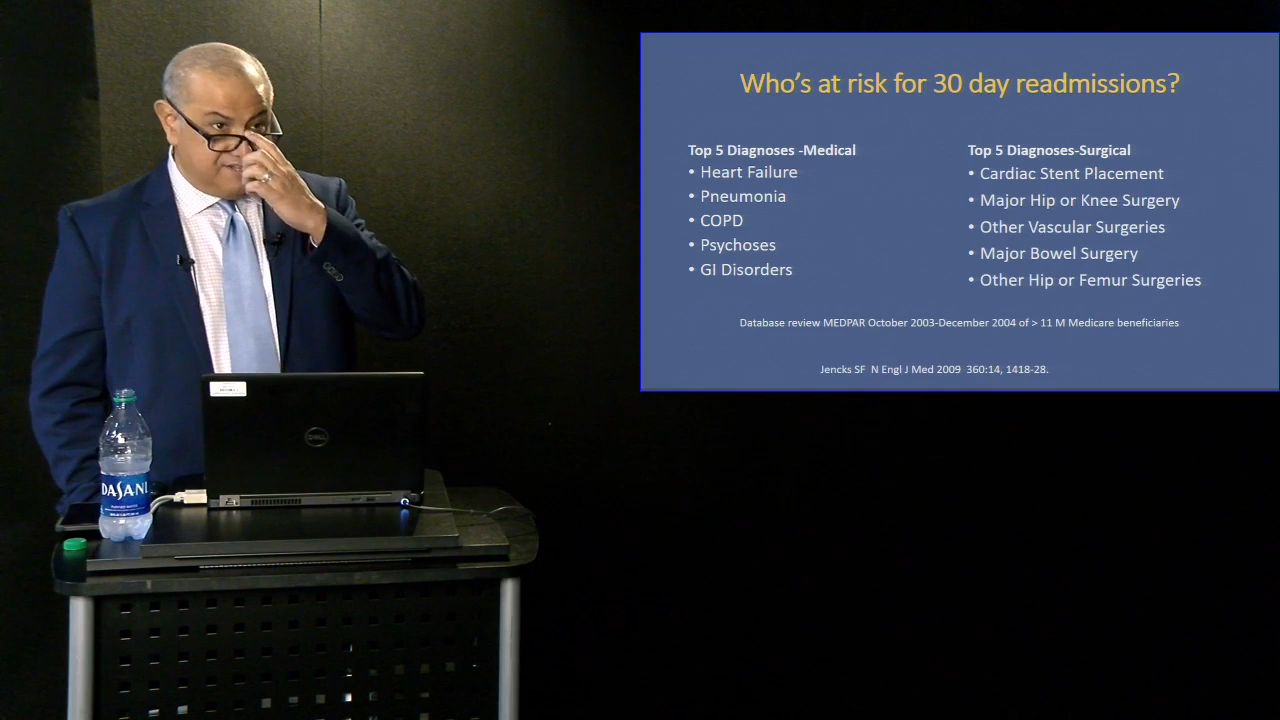 Who's at risk for 30 day readmissions?
Top 5 Diagnoses -Medical
• Heart Failure
• Pneumonia
• COPD
• Psychoses
• GI Disorders
Top 5 Diagnoses-Surgical
• Cardiac Stent Placement
• Major Hip or Knee Surgery
• Other Vascular Surgeries
• Major Bowel Surgery
• Other Hip or Femur Surgeries
Database review MEDPAR October 2003-December 2004 of > 11 M Medicare beneficiaries
Jencks SF  N Engl J Med 2009  360:14, 1418-28.
DELL
DASANI